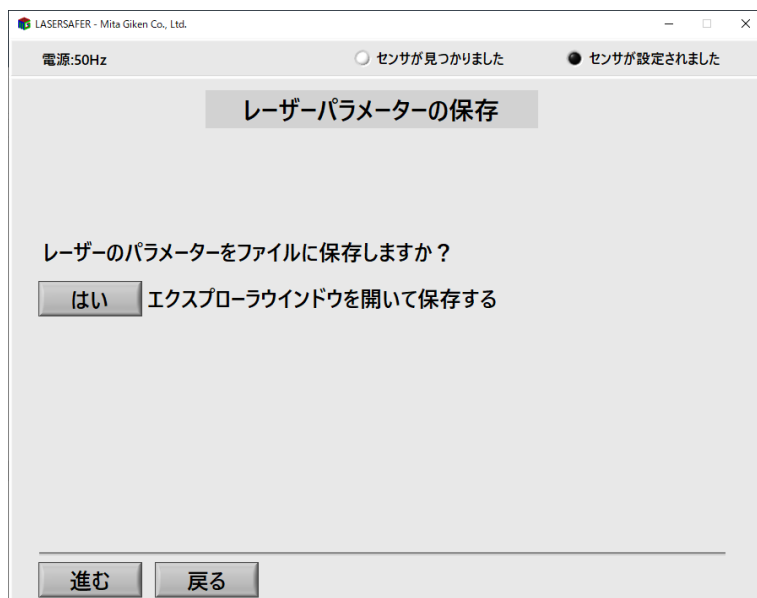 LASERSAFER - Mita Giken Co., Ltd.
電源:50Hz
センサが見つかりました
センサが設定されました
レーザーパラメーターの保存
レーザーのパラメーターをファイルに保存しますか？
はい
エクスプローラウインドウを開いて保存する
進む
戻る